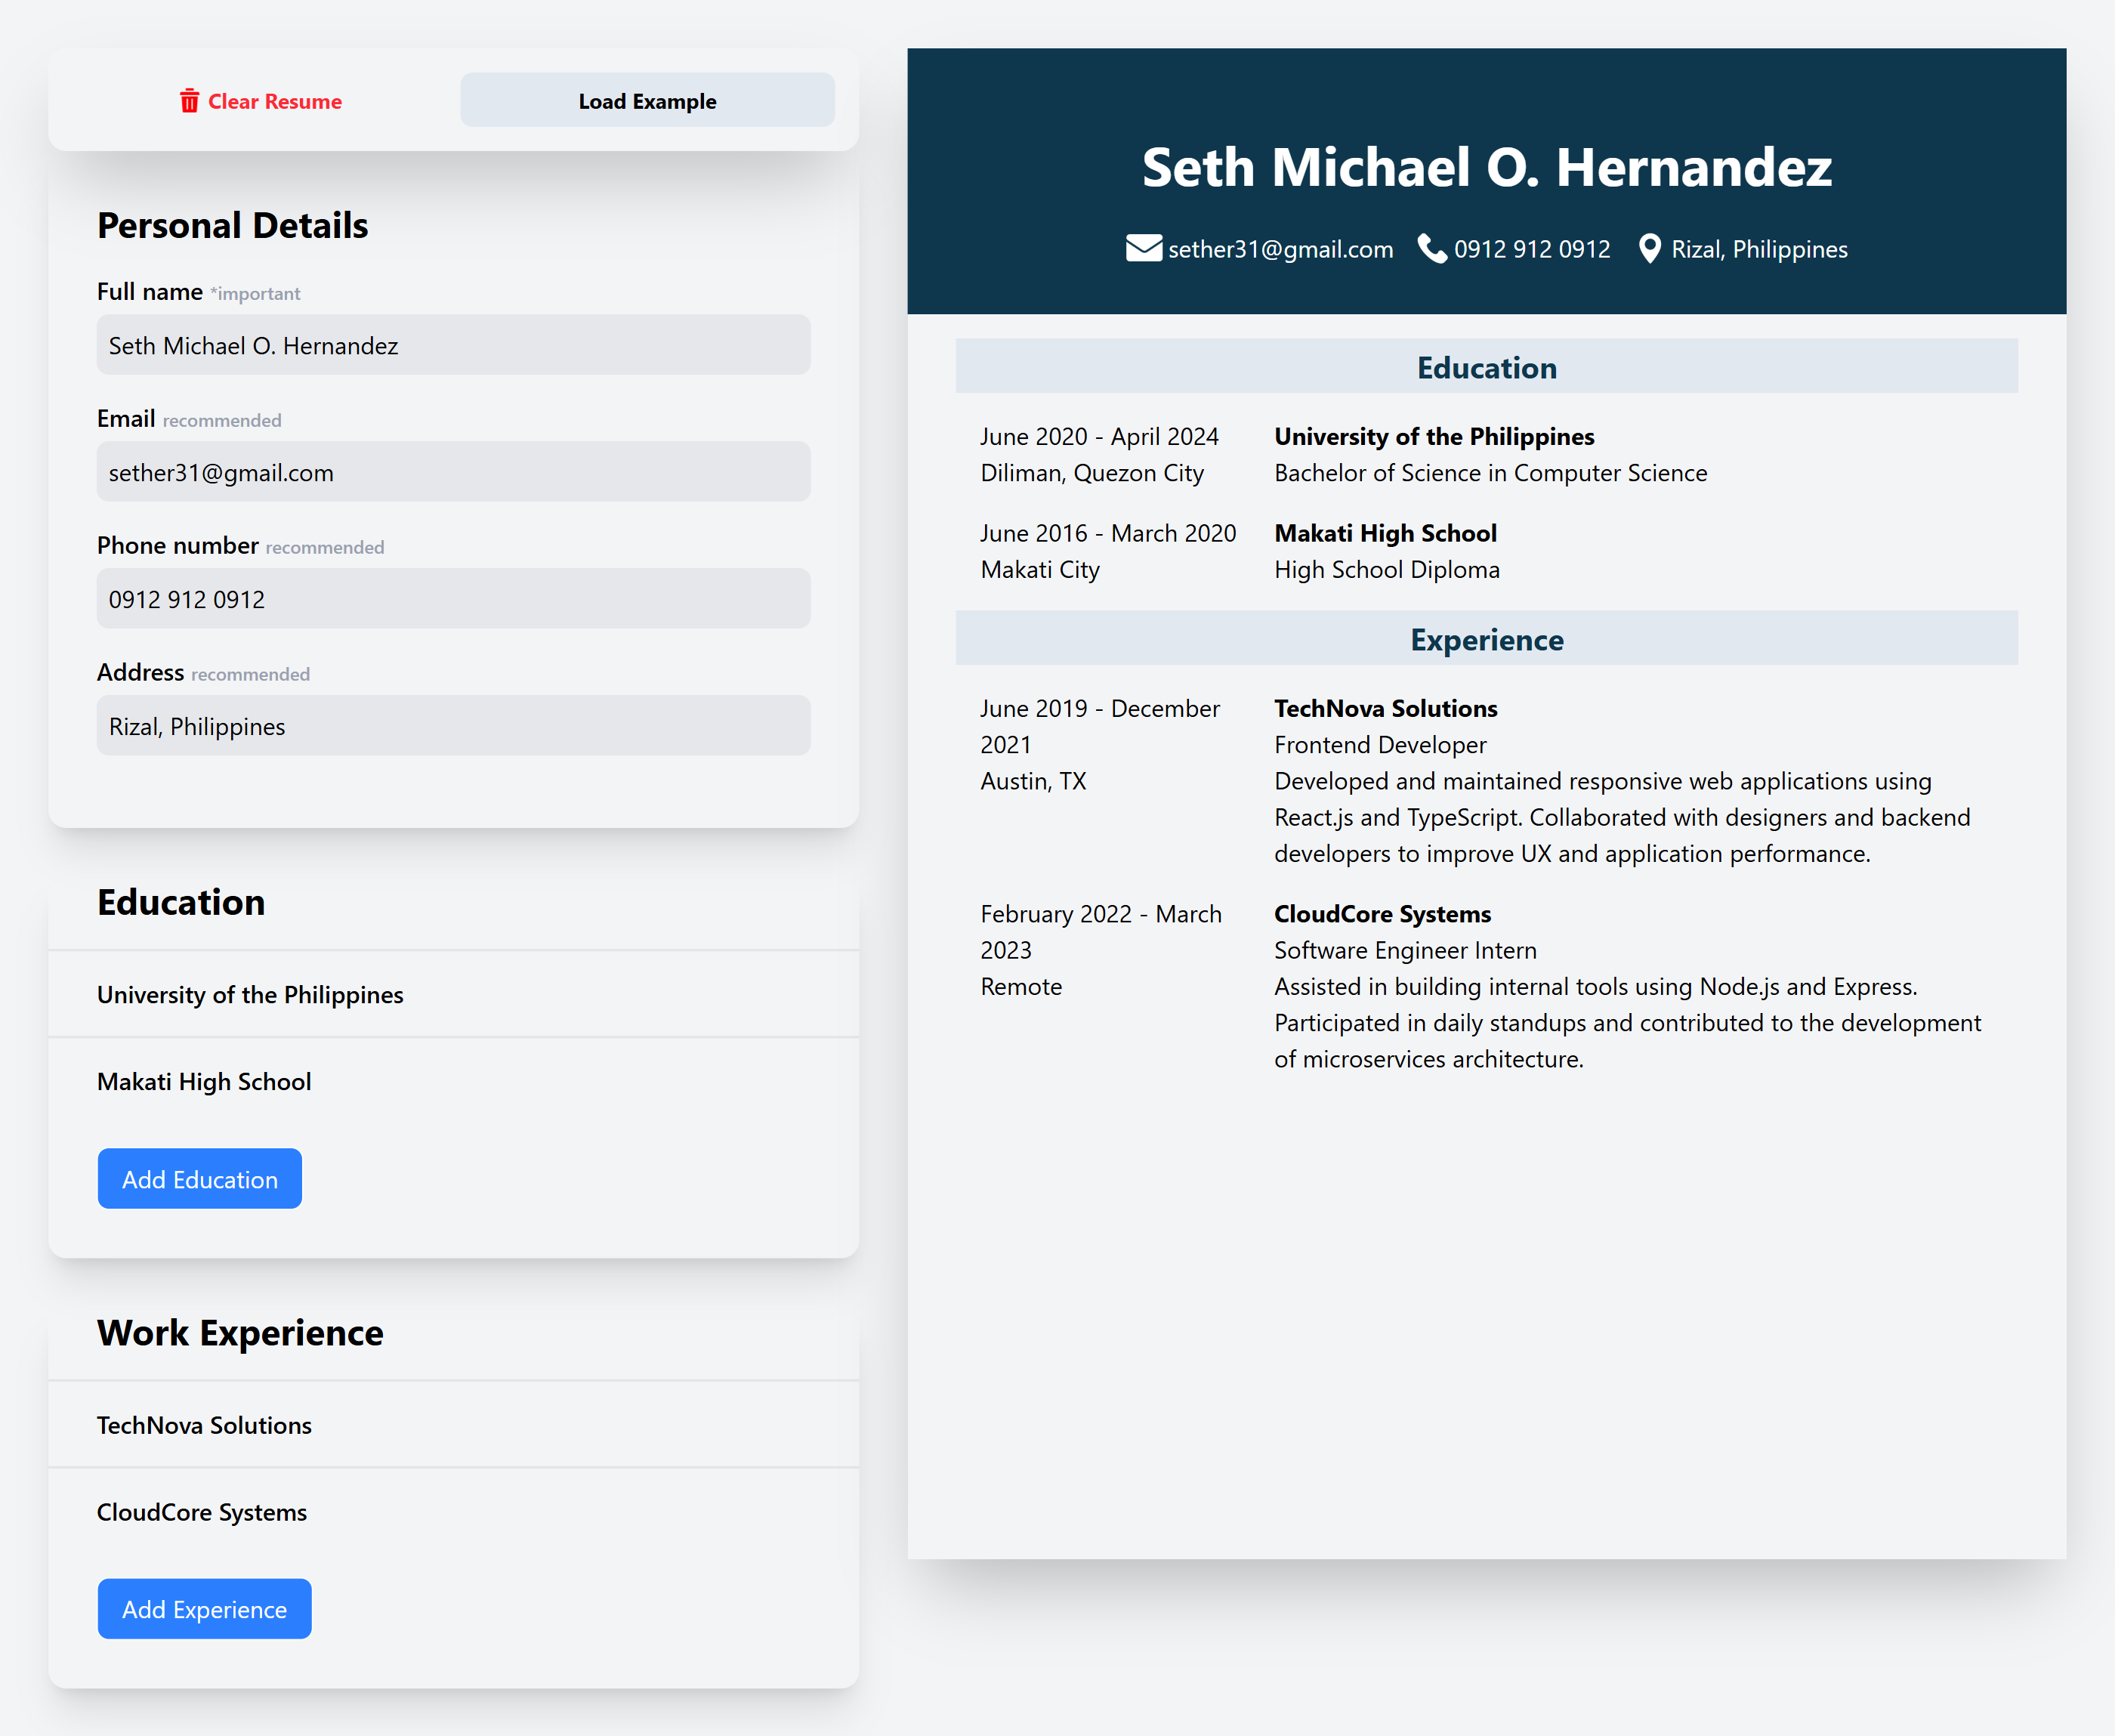 Clear Resume
Load Example
Personal Details
Full name *important
Seth Michael O. Hernandez
Email recommended
sether31@gmail.com
Phone number recommended
0912 912 0912
Address recommended
Rizal, Philippines
Education
University of the Philippines
Makati High School
Add Education
Work Experience
TechNova Solutions
CloudCore Systems
Add Experience
Seth Michael O. Hernandez
sether31@gmail.com 0912 912 0912 Rizal, Philippines
Education
June 2020 - April 2024
Diliman, Quezon City
University of the Philippines
Bachelor of Science in Computer Science
June 2016 - March 2020
Makati City
Makati High School
High School Diploma
Experience
June 2019 - December
2021
Austin, TX
TechNova Solutions
Frontend Developer
Developed and maintained responsive web applications using
React.js and TypeScript. Collaborated with designers and backend
developers to improve UX and application performance.
February 2022 - March
2023
Remote
CloudCore Systems
Software Engineer Intern
Assisted in building internal tools using Node.js and Express.
Participated in daily standups and contributed to the development
of microservices architecture.